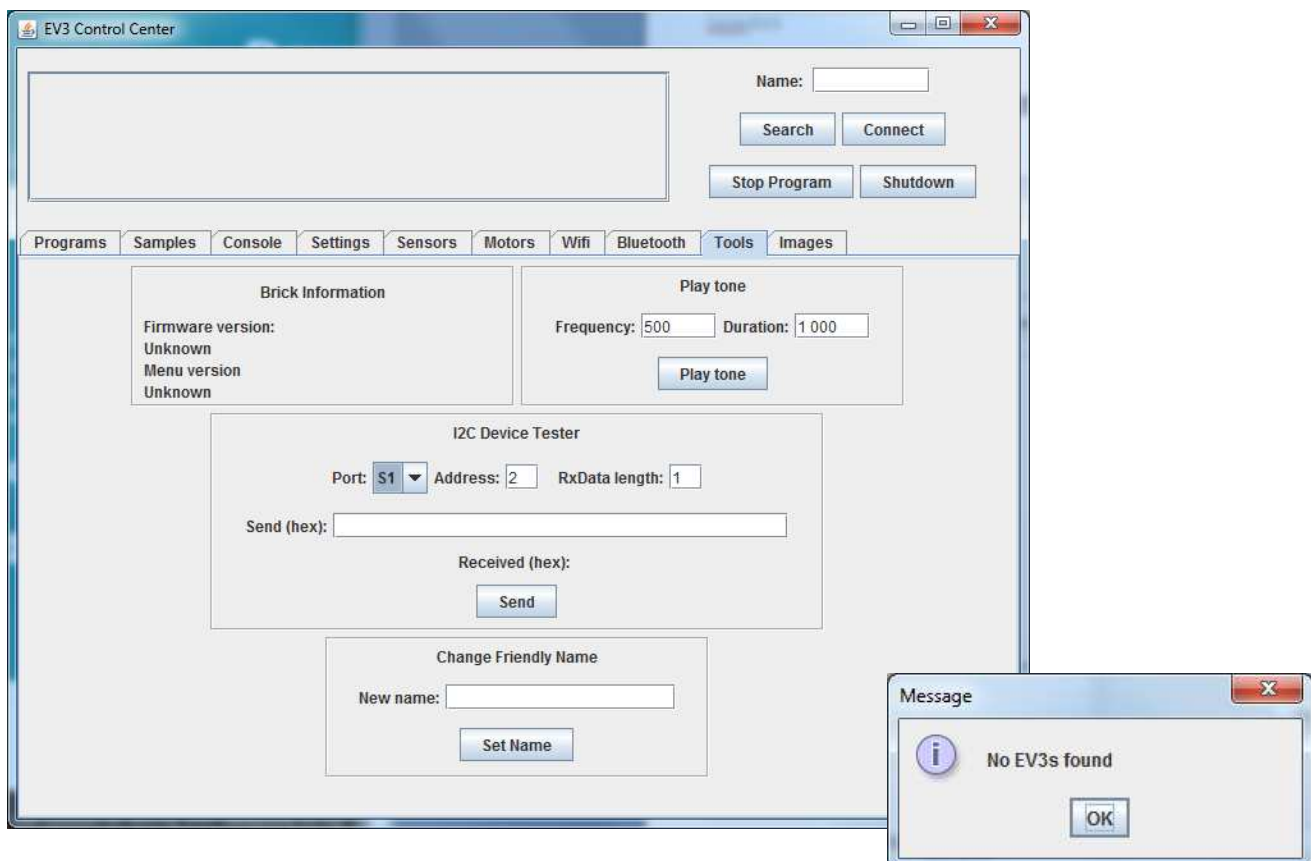 EV3 Control Center
Name:
Search Connect
Stop Program Shutdown
Programs Samples Console Settings Sensors Motors Wifi Bluetooth Tools Images
Brick Information
Firmware version:
Unknown
Menu version
Unknown
Play tone
Frequency: 500 Duration: 1 000
Play tone
I2C Device Tester
Port: S1 Address: 2 RxData length: 1
Send (hex):
Received (hex):
Send
Change Friendly Name
New name:
Set Name
Message
No EV3s found
OK